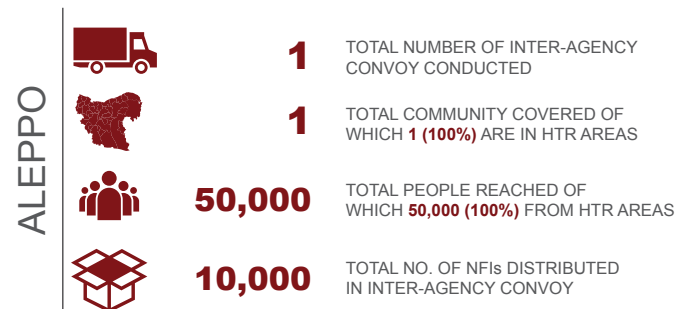 ALEPPO
1
TOTAL NUMBER OF INTER-AGENCY
CONVOY CONDUCTED
1
TOTAL COMMUNITY COVERED OF
WHICH 1 (100%) ARE IN HTR AREAS
50,000
TOTAL PEOPLE REACHED OF
WHICH 50,000 (100%) FROM HTR AREAS
10,000
TOTAL NO. OF NFIs DISTRIBUTED
IN INTER-AGENCY CONVOY